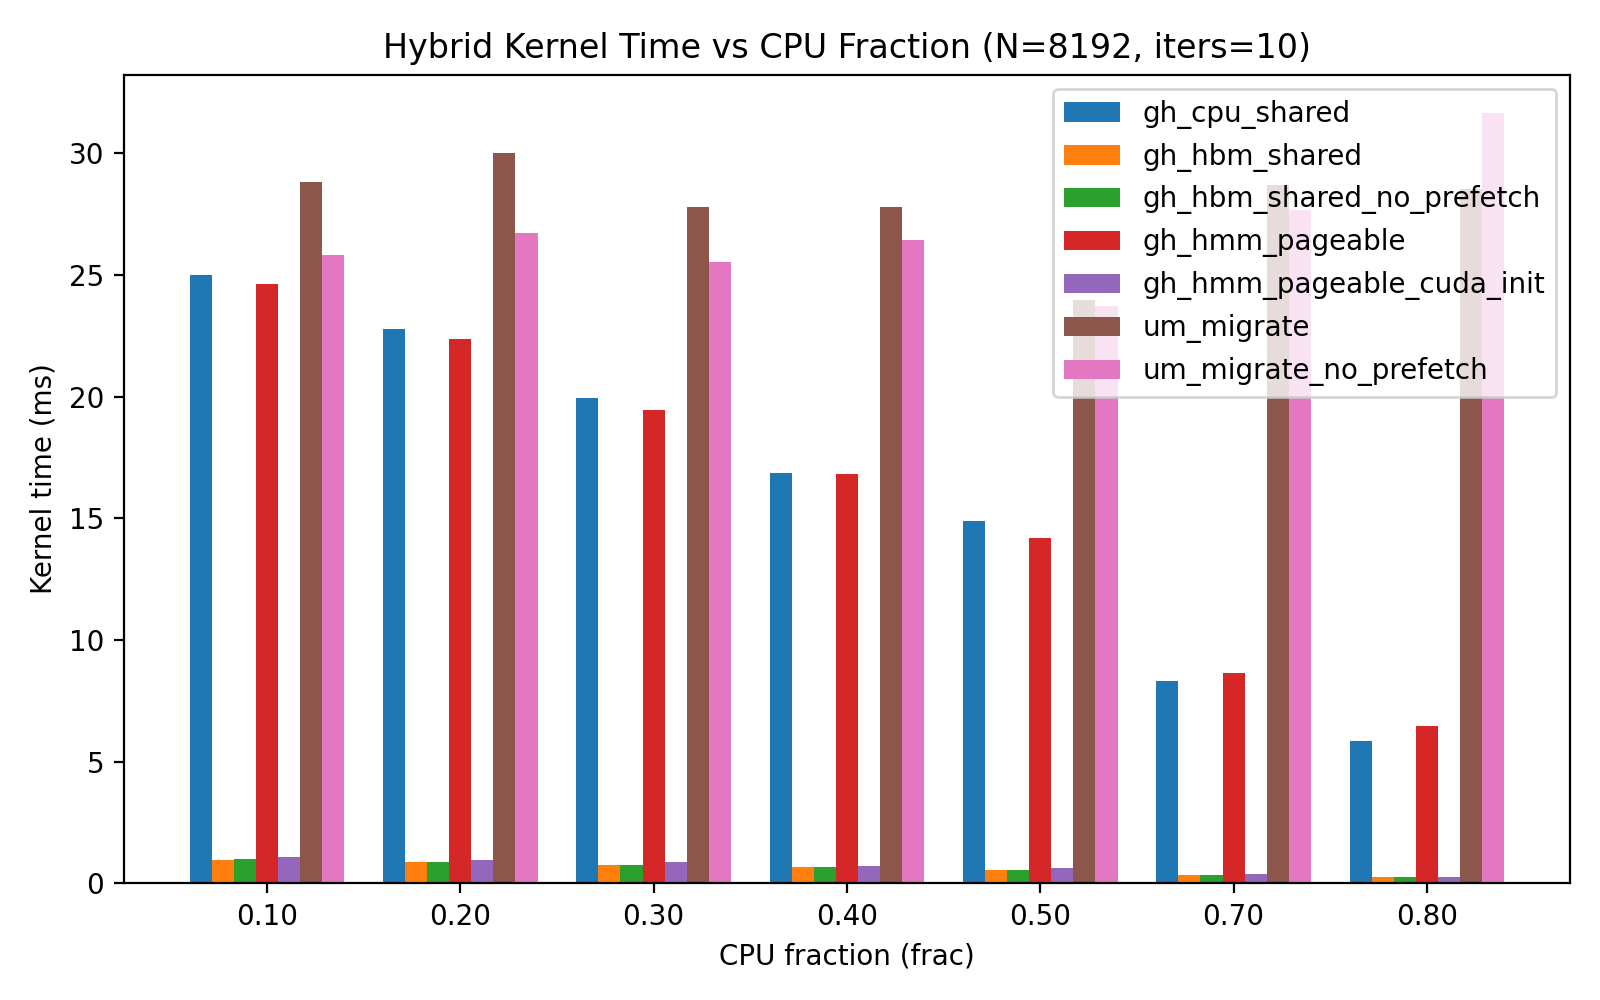 Hybrid Kernel Time vs CPU Fraction (N=8192, iters=10)
gh_cpu_shared
gh_hbm_shared
gh_hbm_shared_no_prefetch
gh_hmm_pageable
gh_hmm_pageable_cuda_init
um_migrate
um_migrate_no_prefetch
Kernel time (ms)
30
25
20
15
10
5
0
0.10 0.20 0.30 0.40 0.50 0.70 0.80
CPU fraction (frac)